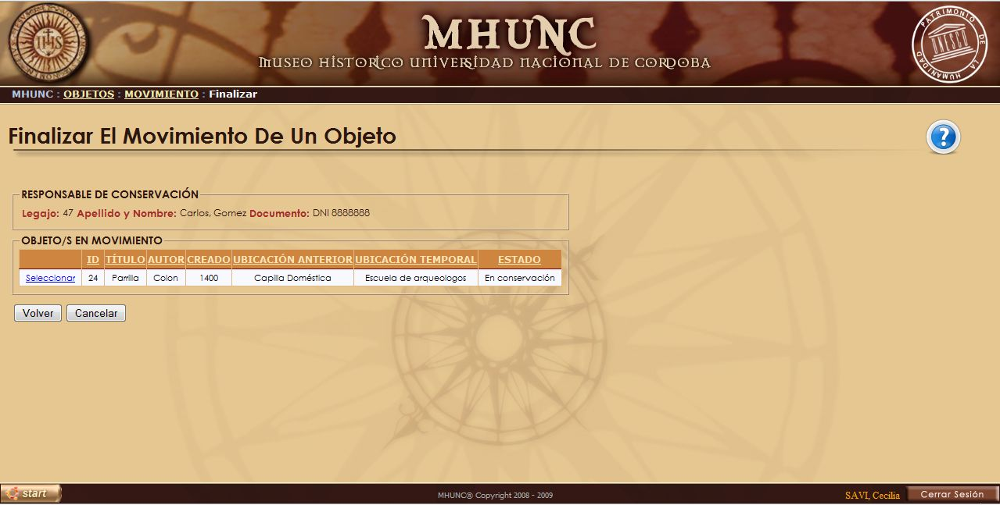 IHS
MHUNC
MUSEO HISTORICO UNIVERSIDAD NACIONAL DE CORDOBA
PATRIMONIO DE LA HUMANIDAD
UNESCO
MHUNC : OBJETOS : MOVIMIENTO : Finalizar
Finalizar El Movimiento De Un Objeto
?
RESPONSABLE DE CONSERVACIÓN
Legajo: 47 Apellido y Nombre: Carlos, Gomez Documento: DNI 8888888
OBJETO/S EN MOVIMIENTO
ID TÍTULO AUTOR CREADO UBICACIÓN ANTERIOR UBICACIÓN TEMPORAL ESTADO
Seleccionar 24 Parrilla Colon 1400 Capilla Doméstica Escuela de arqueologos En conservación
Volver Cancelar
start MHUNC® Copyright 2008 - 2009 SAVI, Cecilia Cerrar Sesión